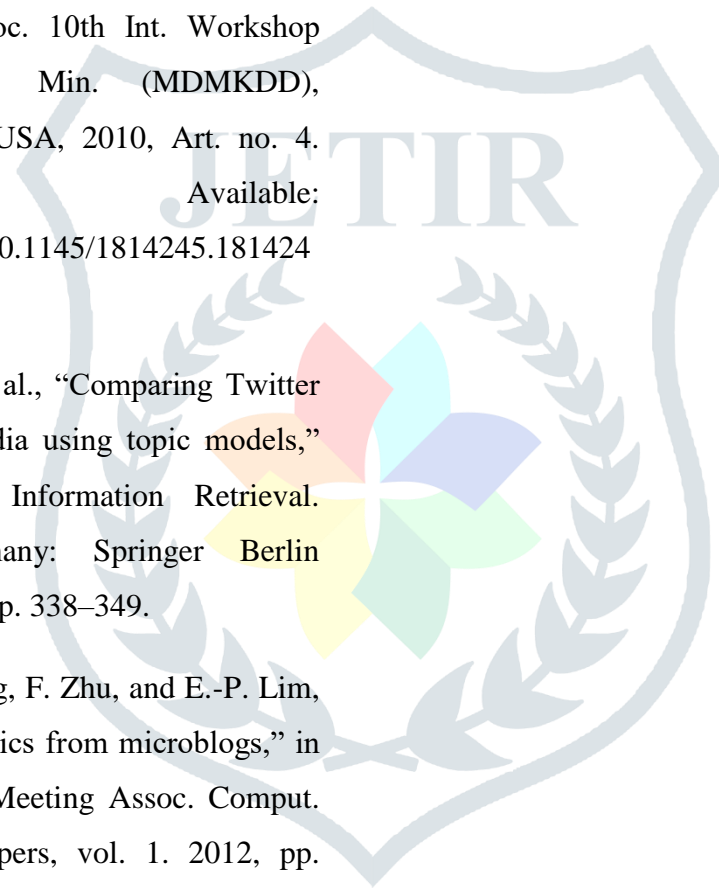 oc. 10th Int. Workshop
Min. (MDMKDD),
USA, 2010, Art. no. 4.
JETIR
Available:
0.1145/1814245.181424
al., “Comparing Twitter
dia using topic models,”
Information Retrieval.
many: Springer Berlin
p. 338–349.
g, F. Zhu, and E.-P. Lim,
ics from microblogs,” in
Meeting Assoc. Comput.
pers, vol. 1. 2012, pp.